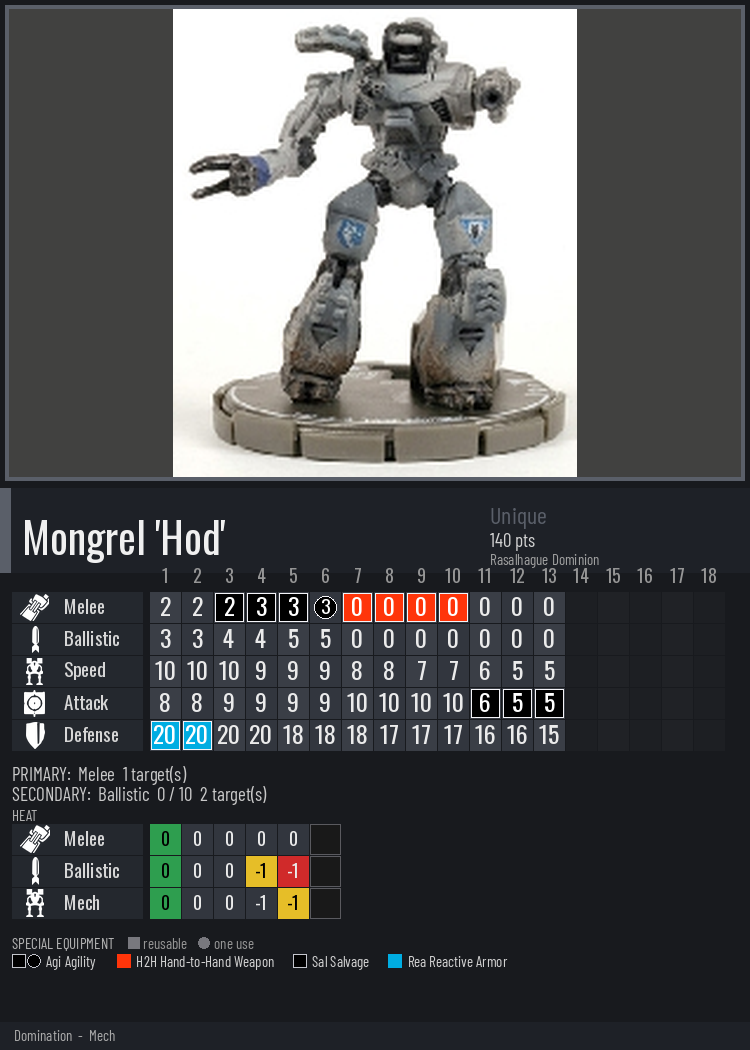 Mongrel 'Hod'
Unique
140 pts
Rasalhague Dominion
1 2 3 4 5 6 7 8 9 10 11 12 13 14 15 16 17 18
Melee 2 2 2 3 3 3 0 0 0 0 0 0 0
Ballistic 3 3 4 4 5 5 0 0 0 0 0 0 0
Speed 10 10 10 9 9 9 8 8 7 7 6 5 5
Attack 8 8 9 9 9 9 10 10 10 10 6 5 5
Defense 20 20 20 20 18 18 18 17 17 17 16 16 15
PRIMARY: Melee 1 target(s)
SECONDARY: Ballistic 0 / 10 2 target(s)
HEAT
Melee 0 0 0 0 0
Ballistic 0 0 0 -1 -1
Mech 0 0 0 -1 -1
SPECIAL EQUIPMENT reusable one use
Agi Agility H2H Hand-to-Hand Weapon Sal Salvage Rea Reactive Armor
Domination - Mech